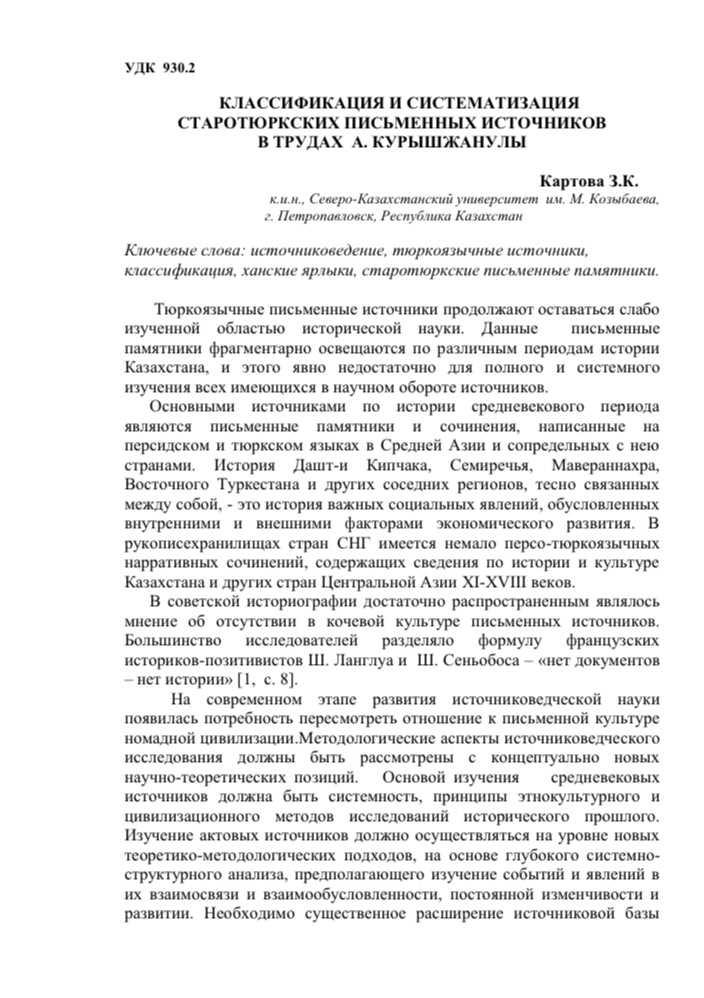 УДК 930.2
КЛАССИФИКАЦИЯ И СИСТЕМАТИЗАЦИЯ
СТАРОТЮРКСКИХ ПИСЬМЕННЫХ ИСТОЧНИКОВ
В ТРУДАХ А. КУРЫШЖАНУЛЫ
Картова З.К.
к.и.н., Северо-Казахстанский университет им. М. Козыбаева,
г. Петропавловск, Республика Казахстан
Ключевые слова: источниковедение, тюркоязычные источники,
классификация, ханские ярлыки, старотюркские письменные памятники.
Тюркоязычные письменные источники продолжают оставаться слабо
изученной областью исторической науки. Данные письменные
памятники фрагментарно освещаются по различным периодам истории
Казахстана, и этого явно недостаточно для полного и системного
изучения всех имеющихся в научном обороте источников.
Основными источниками по истории средневекового периода
являются письменные памятники и сочинения, написанные на
персидском и тюркском языках в Средней Азии и сопредельных с нею
странами. История Дашт-и Кипчака, Семиречья, Мавераннахра,
Восточного Туркестана и других соседних регионов, тесно связанных
между собой, - это история важных социальных явлений, обусловленных
внутренними и внешними факторами экономического развития. В
рукописехранилищах стран СНГ имеется немало персо-тюркоязычных
нарративных сочинений, содержащих сведения по истории и культуре
Казахстана и других стран Центральной Азии XI-XVIII веков.
В советской историографии достаточно распространенным являлось
мнение об отсутствии в кочевой культуре письменных источников.
Большинство исследователей разделяло формулу французских
историков-позитивистов Ш. Ланглуа и Ш. Сеньобоса – «нет документов
– нет истории» [1, с. 8].
На современном этапе развития источниковедческой науки
появилась потребность пересмотреть отношение к письменной культуре
номадной цивилизации.Методологические аспекты источниковедческого
исследования должны быть рассмотрены с концептуально новых
научно-теоретических позиций. Основой изучения средневековых
источников должна быть системность, принципы этнокультурного и
цивилизационного методов исследований исторического прошлого.
Изучение актовых источников должно осуществляться на уровне новых
теоретико-методологических подходов, на основе глубокого системно-
структурного анализа, предполагающего изучение событий и явлений в
их взаимосвязи и взаимообусловленности, постоянной изменчивости и
развитии. Необходимо существенное расширение источниковой базы